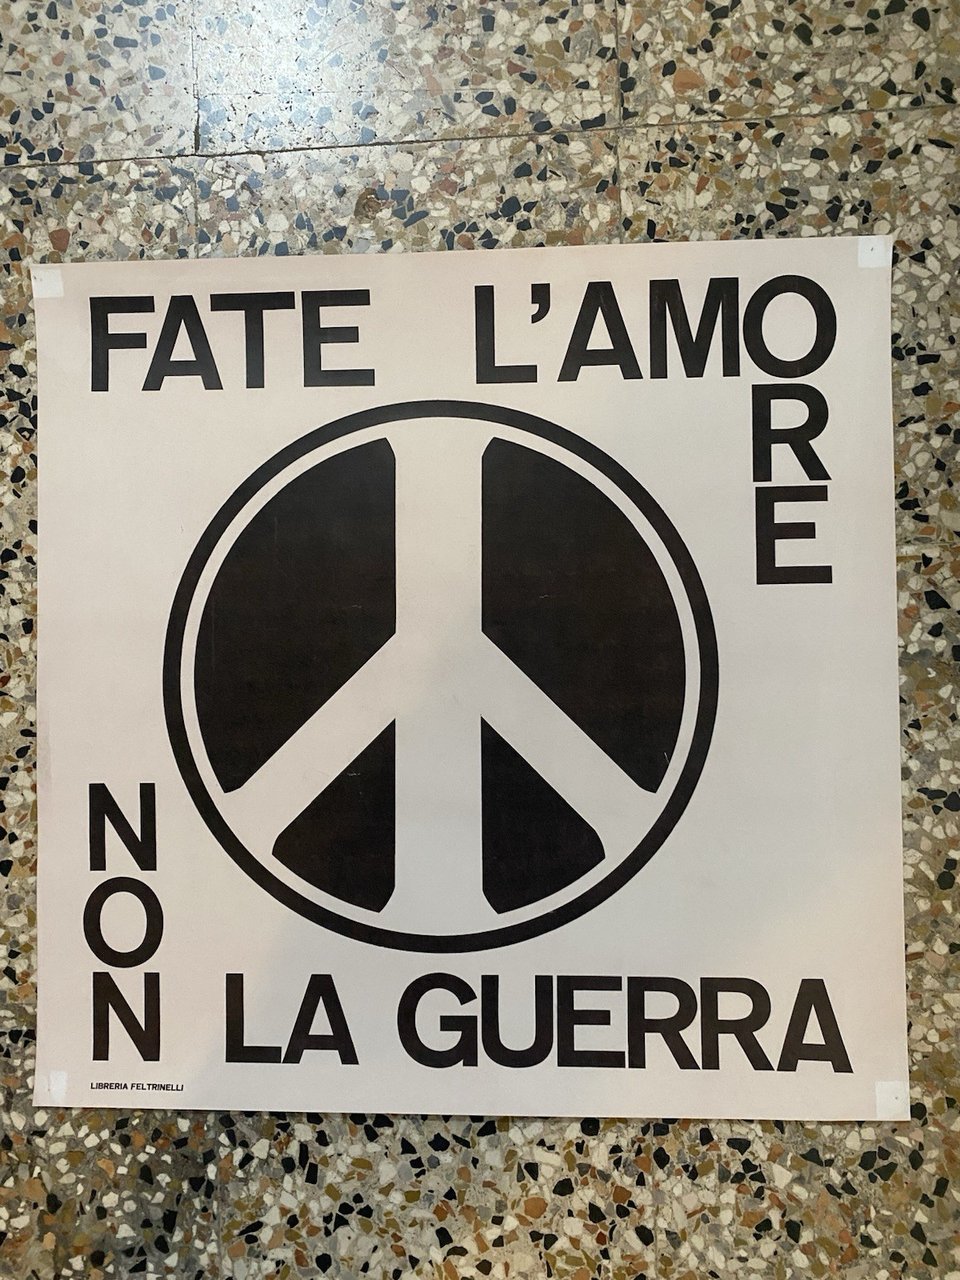 FATE L'AMORE
NON LA GUERRA
LIBRERIA FELTRINELLI